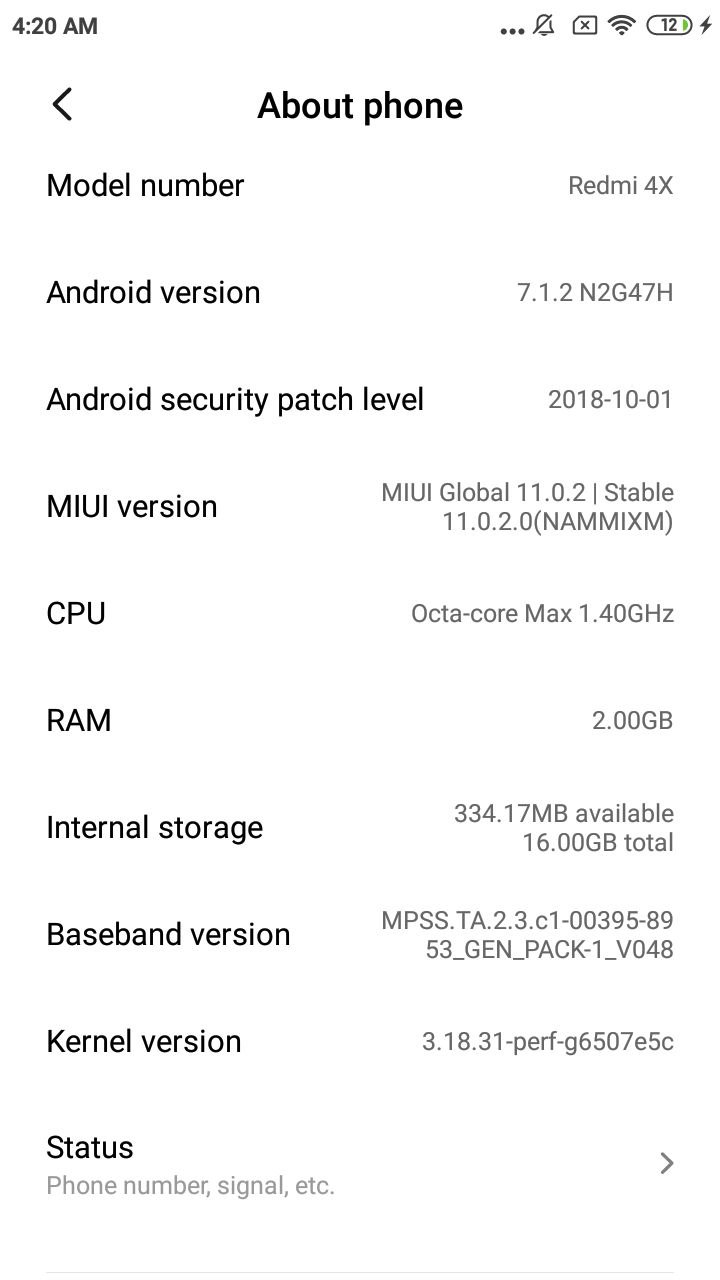 4:20 AM
12
About phone
Model number
Redmi 4X
Android version
7.1.2 N2G47H
Android security patch level
2018-10-01
MIUI version
MIUI Global 11.0.2 | Stable
11.0.2.0(NAMMIXM)
CPU
Octa-core Max 1.40GHz
RAM
2.00GB
Internal storage
334.17MB available
16.00GB total
Baseband version
MPSS.TA.2.3.c1-00395-89
53_GEN_PACK-1_V048
Kernel version
3.18.31-perf-g6507e5c
Status
Phone number, signal, etc.